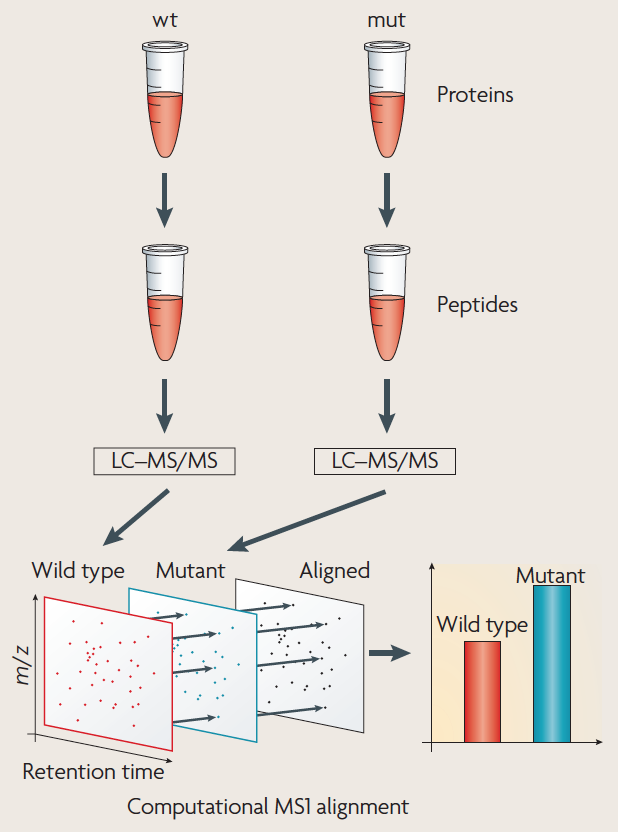 wt
mut
Proteins
Peptides
LC–MS/MS
LC–MS/MS
Wild type
Mutant
Aligned
m/z
Retention time
Mutant
Wild type
Computational MS1 alignment